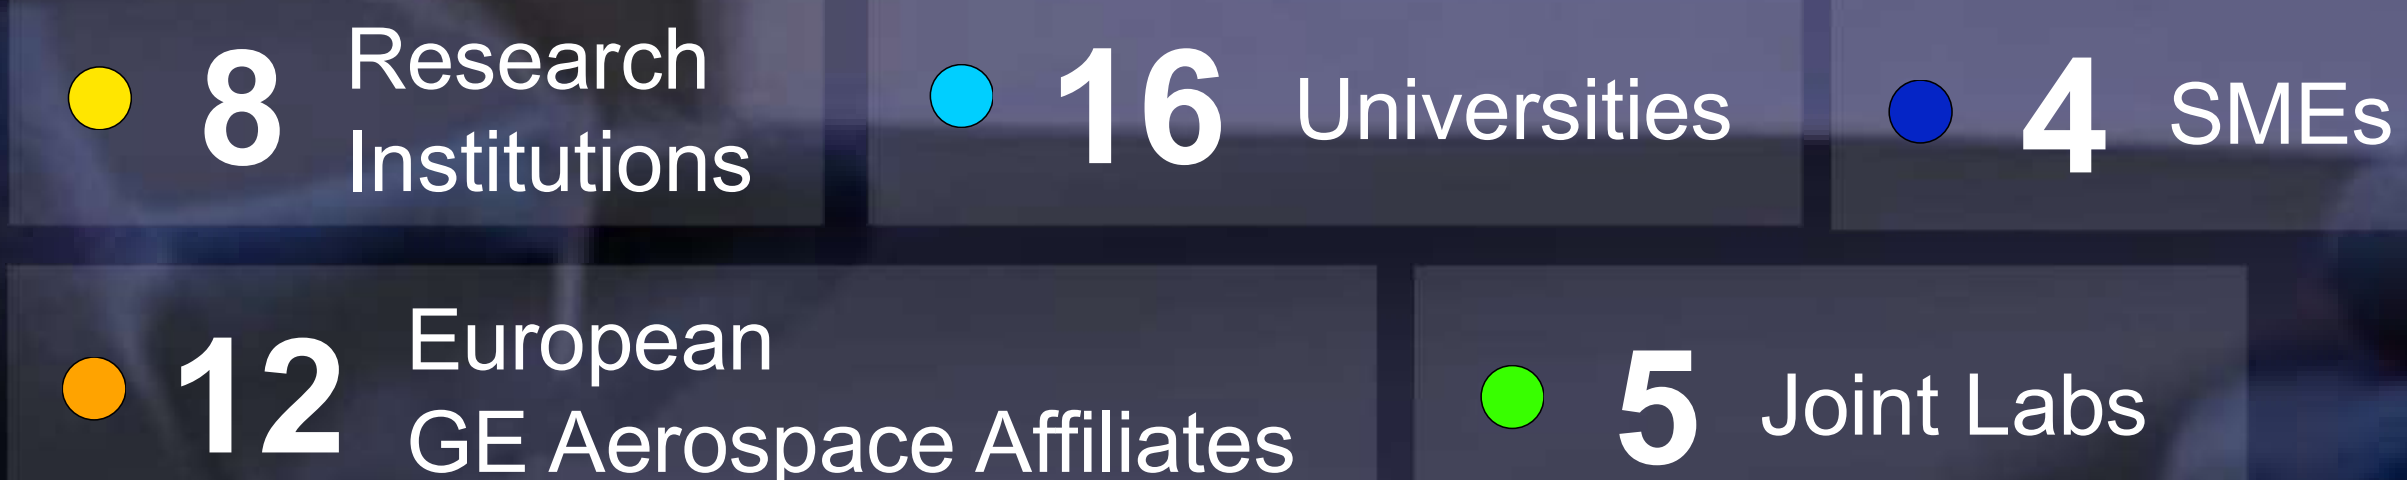 8 Research
Institutions
16 Universities
4 SMEs
12 European
GE Aerospace Affiliates
5 Joint Labs